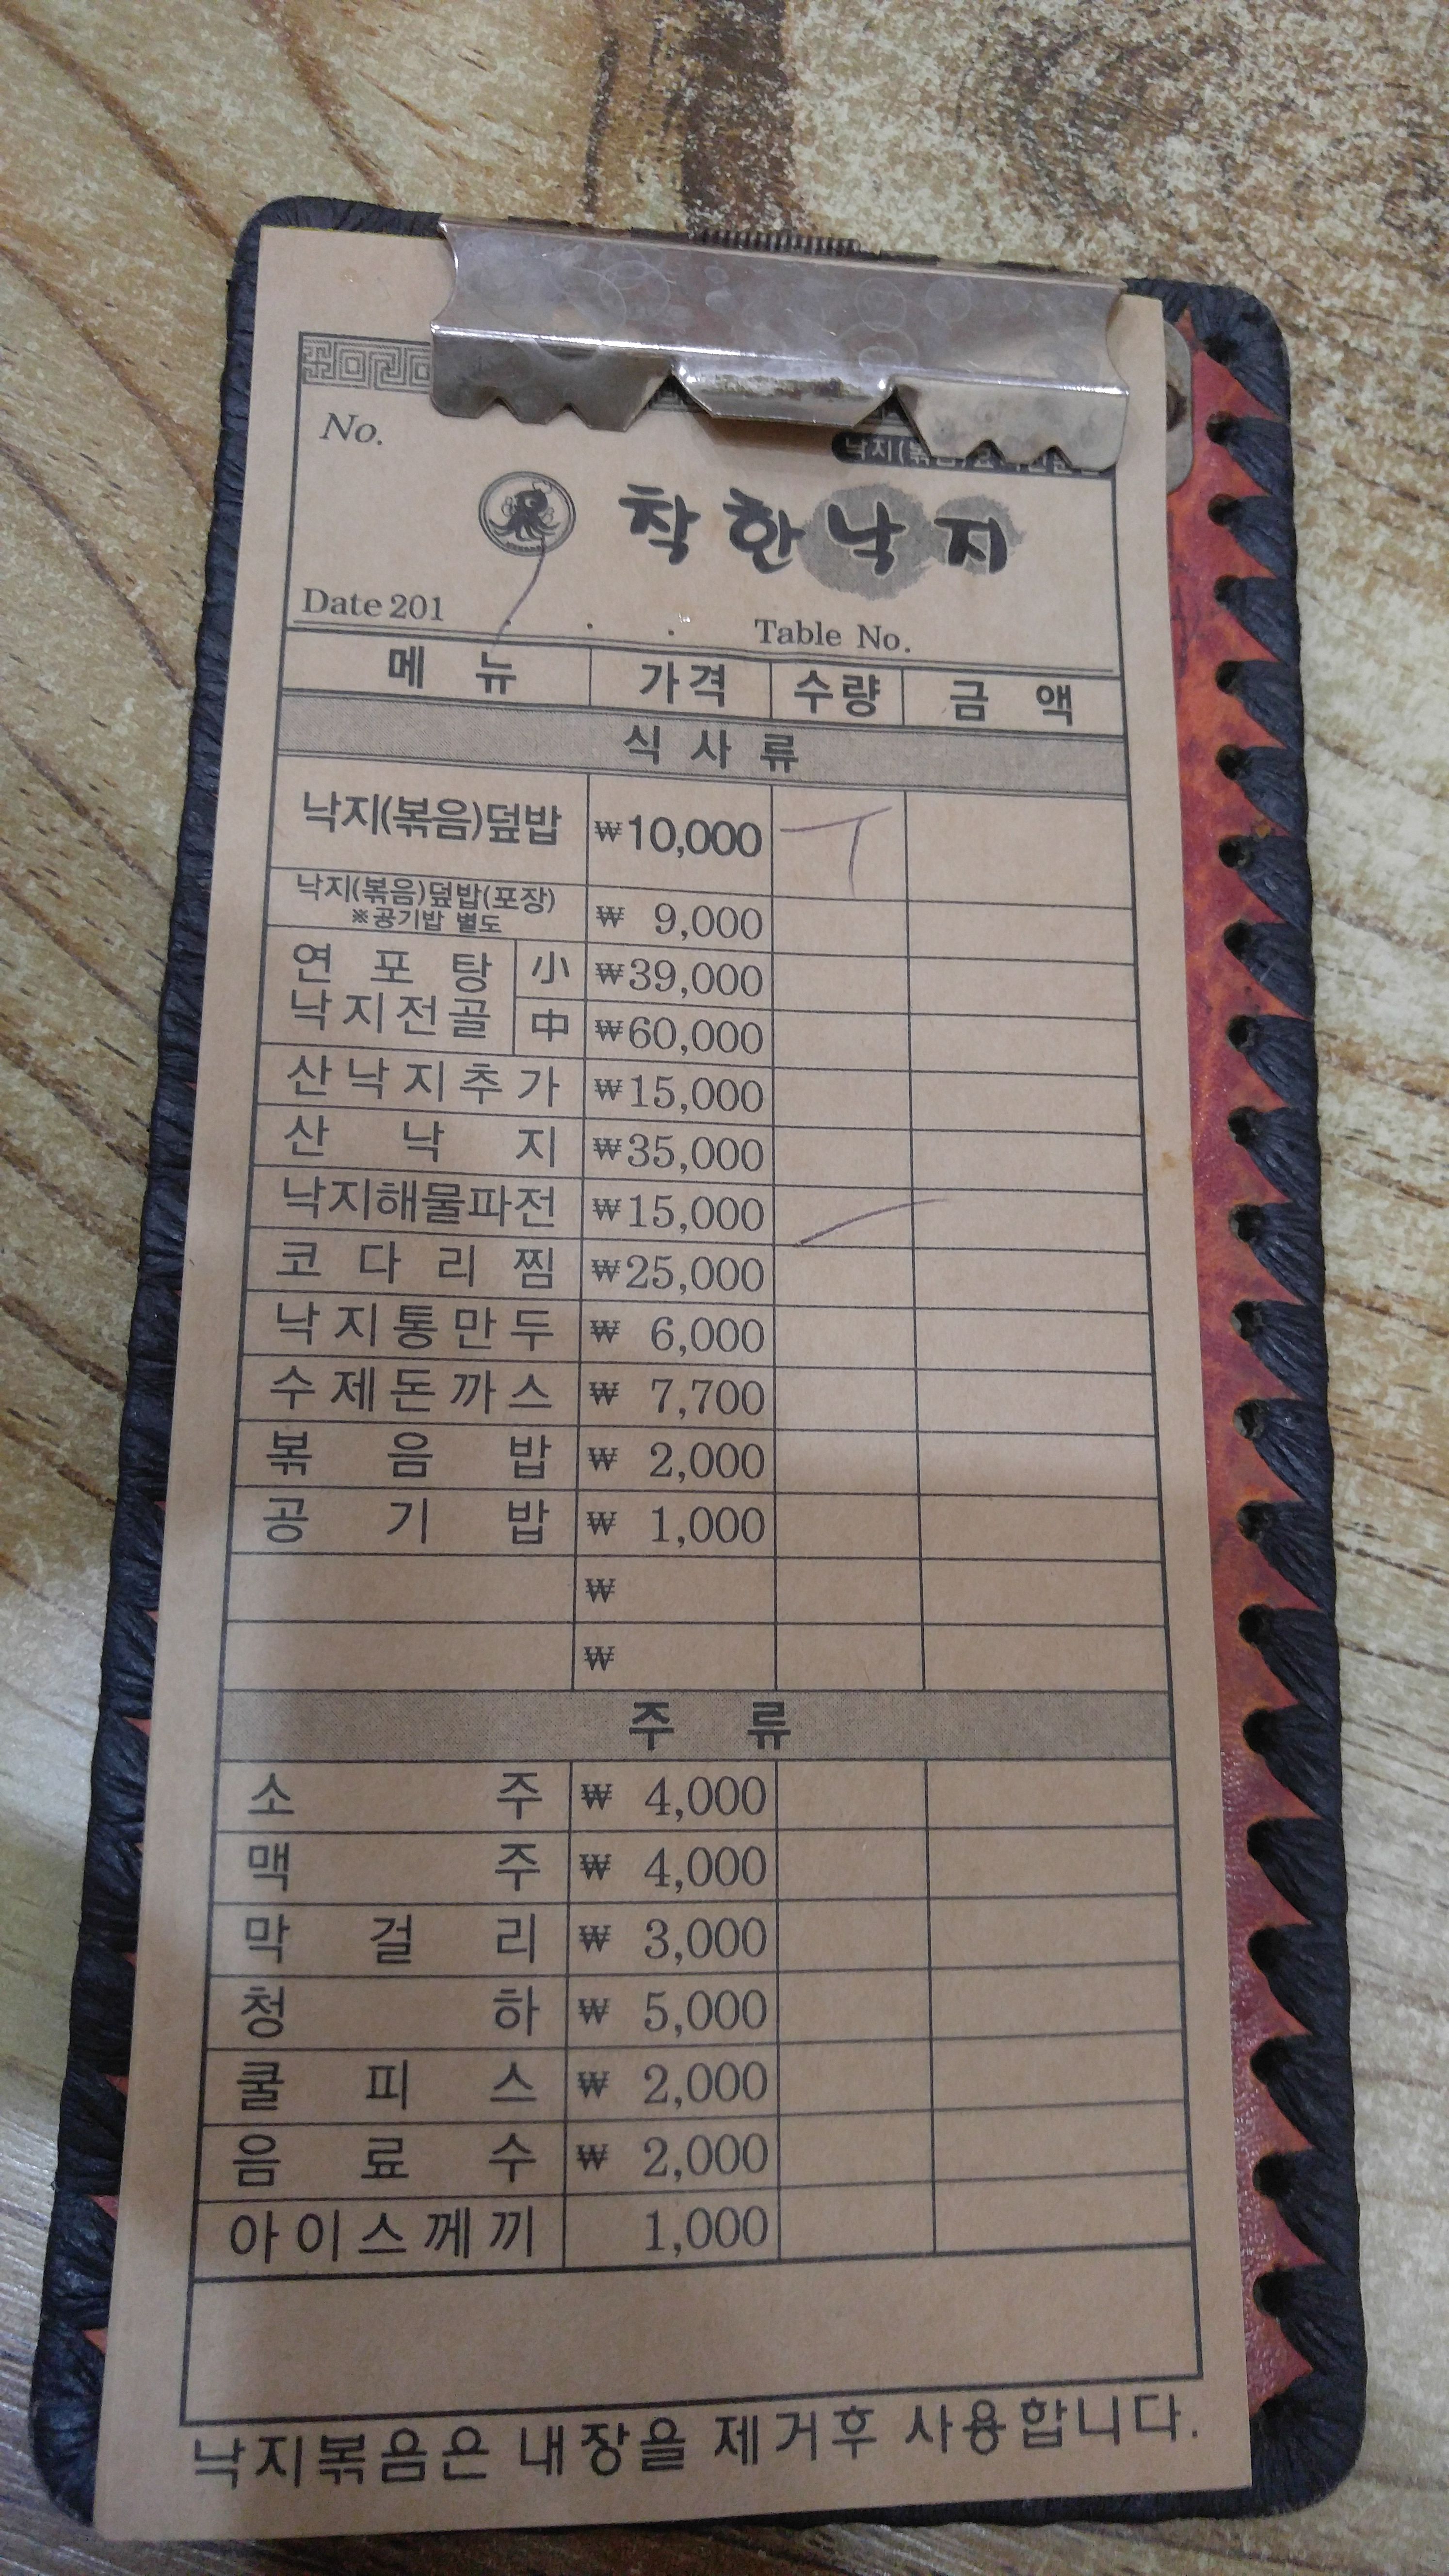 No.
낙지(볶음)
착한낙지
Date 201 . . . Table No.
메 뉴 가격 수량 금 액
식 사 류
낙지(볶음)덮밥 ₩10,000
낙지(볶음)덮밥(포장) ₩ 9,000
※공기밥 별도
연 포 탕 小 ₩39,000
낙지전골 中 ₩60,000
산낙지추가 ₩15,000
산 낙 지 ₩35,000
낙지해물파전 ₩15,000
코다리찜 ₩25,000
낙지통만두 ₩ 6,000
수제돈까스 ₩ 7,700
볶 음 밥 ₩ 2,000
공 기 밥 ₩ 1,000
₩
₩
주 류
소 주 ₩ 4,000
맥 주 ₩ 4,000
막 걸 리 ₩ 3,000
청 하 ₩ 5,000
쿨 피 스 ₩ 2,000
음 료 수 ₩ 2,000
아이스께끼 1,000
낙지볶음은 내장을 제거후 사용합니다.